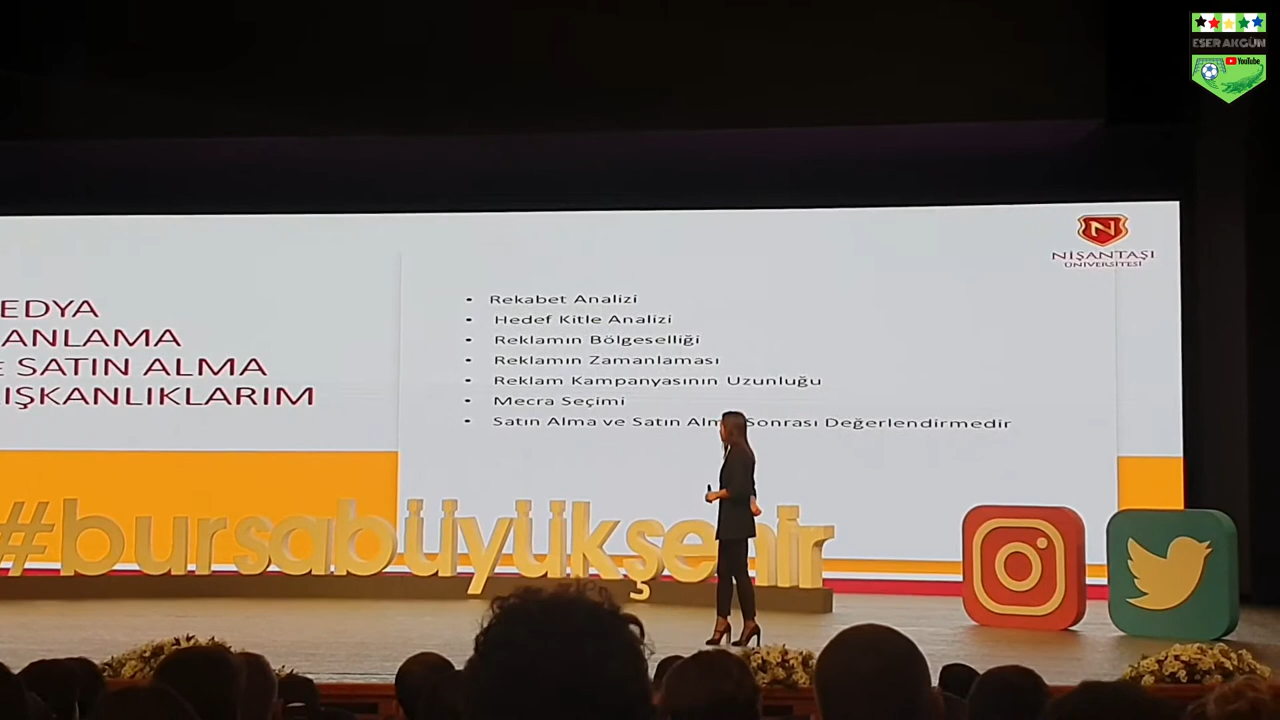 ESER AKGÜN
YouTube
NİŞANTAŞI
ÜNİVERSİTESİ
EDYA
ANLAMA
E SATIN ALMA
IŞKANLIKLARIM
• Rekabet Analizi
• Hedef Kitle Analizi
• Reklamın Bölgeselliği
• Reklamın Zamanlaması
• Reklam Kampanyasının Uzunluğu
• Mecra Seçimi
• Satın Alma ve Satın Alm Sonrası Değerlendirmedir
#bursabüyükşehir